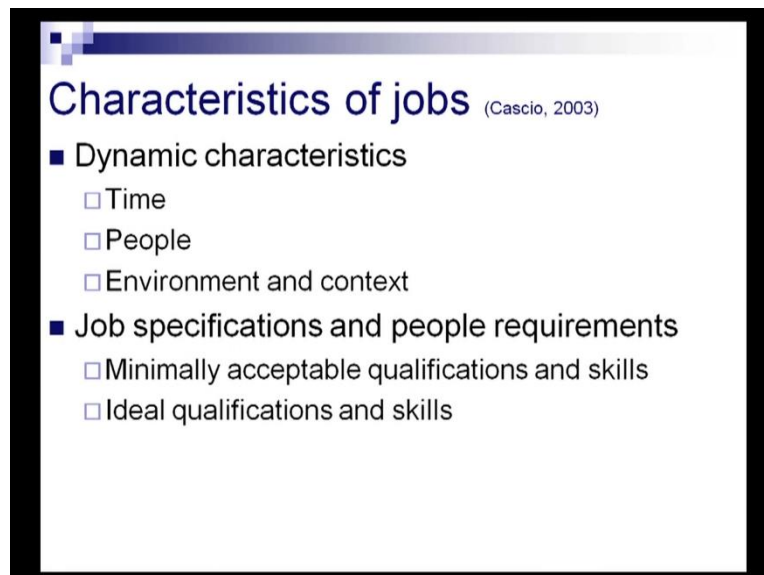 Characteristics of jobs (Cascio, 2003)
Dynamic characteristics
Time
People
Environment and context
Job specifications and people requirements
Minimally acceptable qualifications and skills
Ideal qualifications and skills